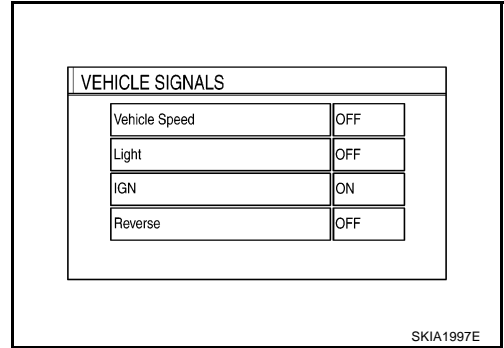 VEHICLE SIGNALS
Vehicle Speed OFF
Light OFF
IGN ON
Reverse OFF
SKIA1997E